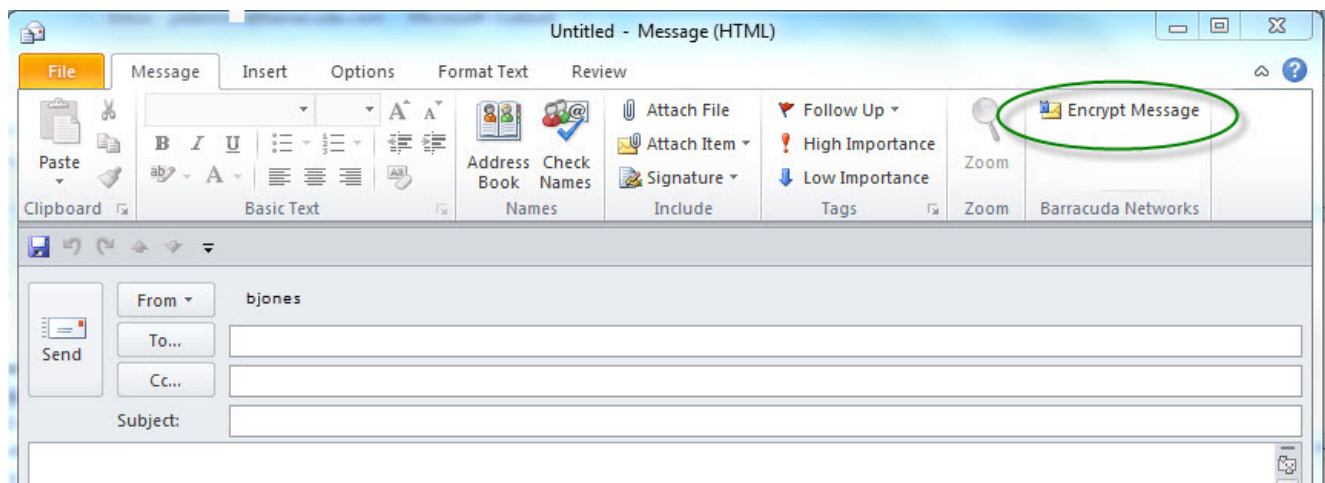 Untitled - Message (HTML)
File Message Insert Options Format Text Review
Paste
B I U
A A
ab A
Address Book
Check Names
Attach File
Attach Item
Signature
Follow Up
High Importance
Low Importance
Zoom
Encrypt Message
Clipboard Basic Text Names Include Tags Zoom Barracuda Networks
From bjones
Send
To...
Cc...
Subject: